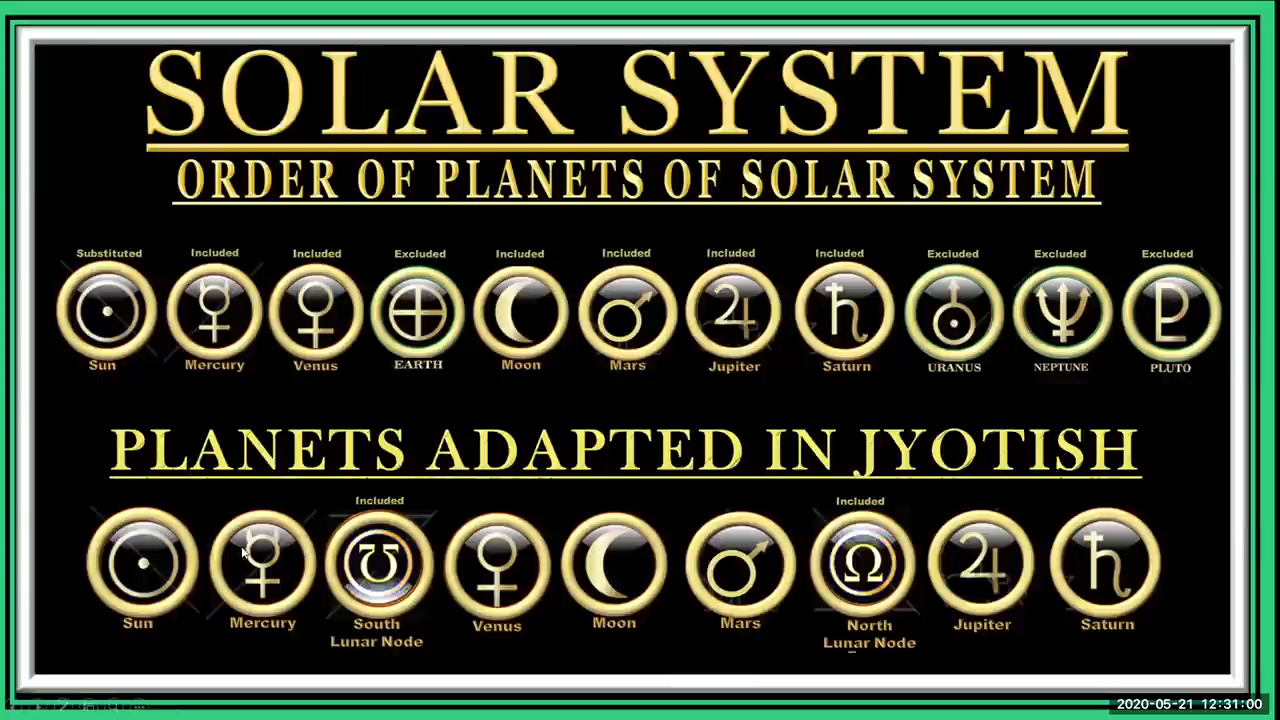 SOLAR SYSTEM
ORDER OF PLANETS OF SOLAR SYSTEM
Substituted Included Included Excluded Included Included Included Included Excluded Excluded Excluded
Sun Mercury Venus EARTH Moon Mars Jupiter Saturn URANUS NEPTUNE PLUTO
PLANETS ADAPTED IN JYOTISH
Included Included
Sun Mercury South Venus Moon Mars North Jupiter Saturn
Lunar Node Lunar Node
2020-05-21 12:31:00